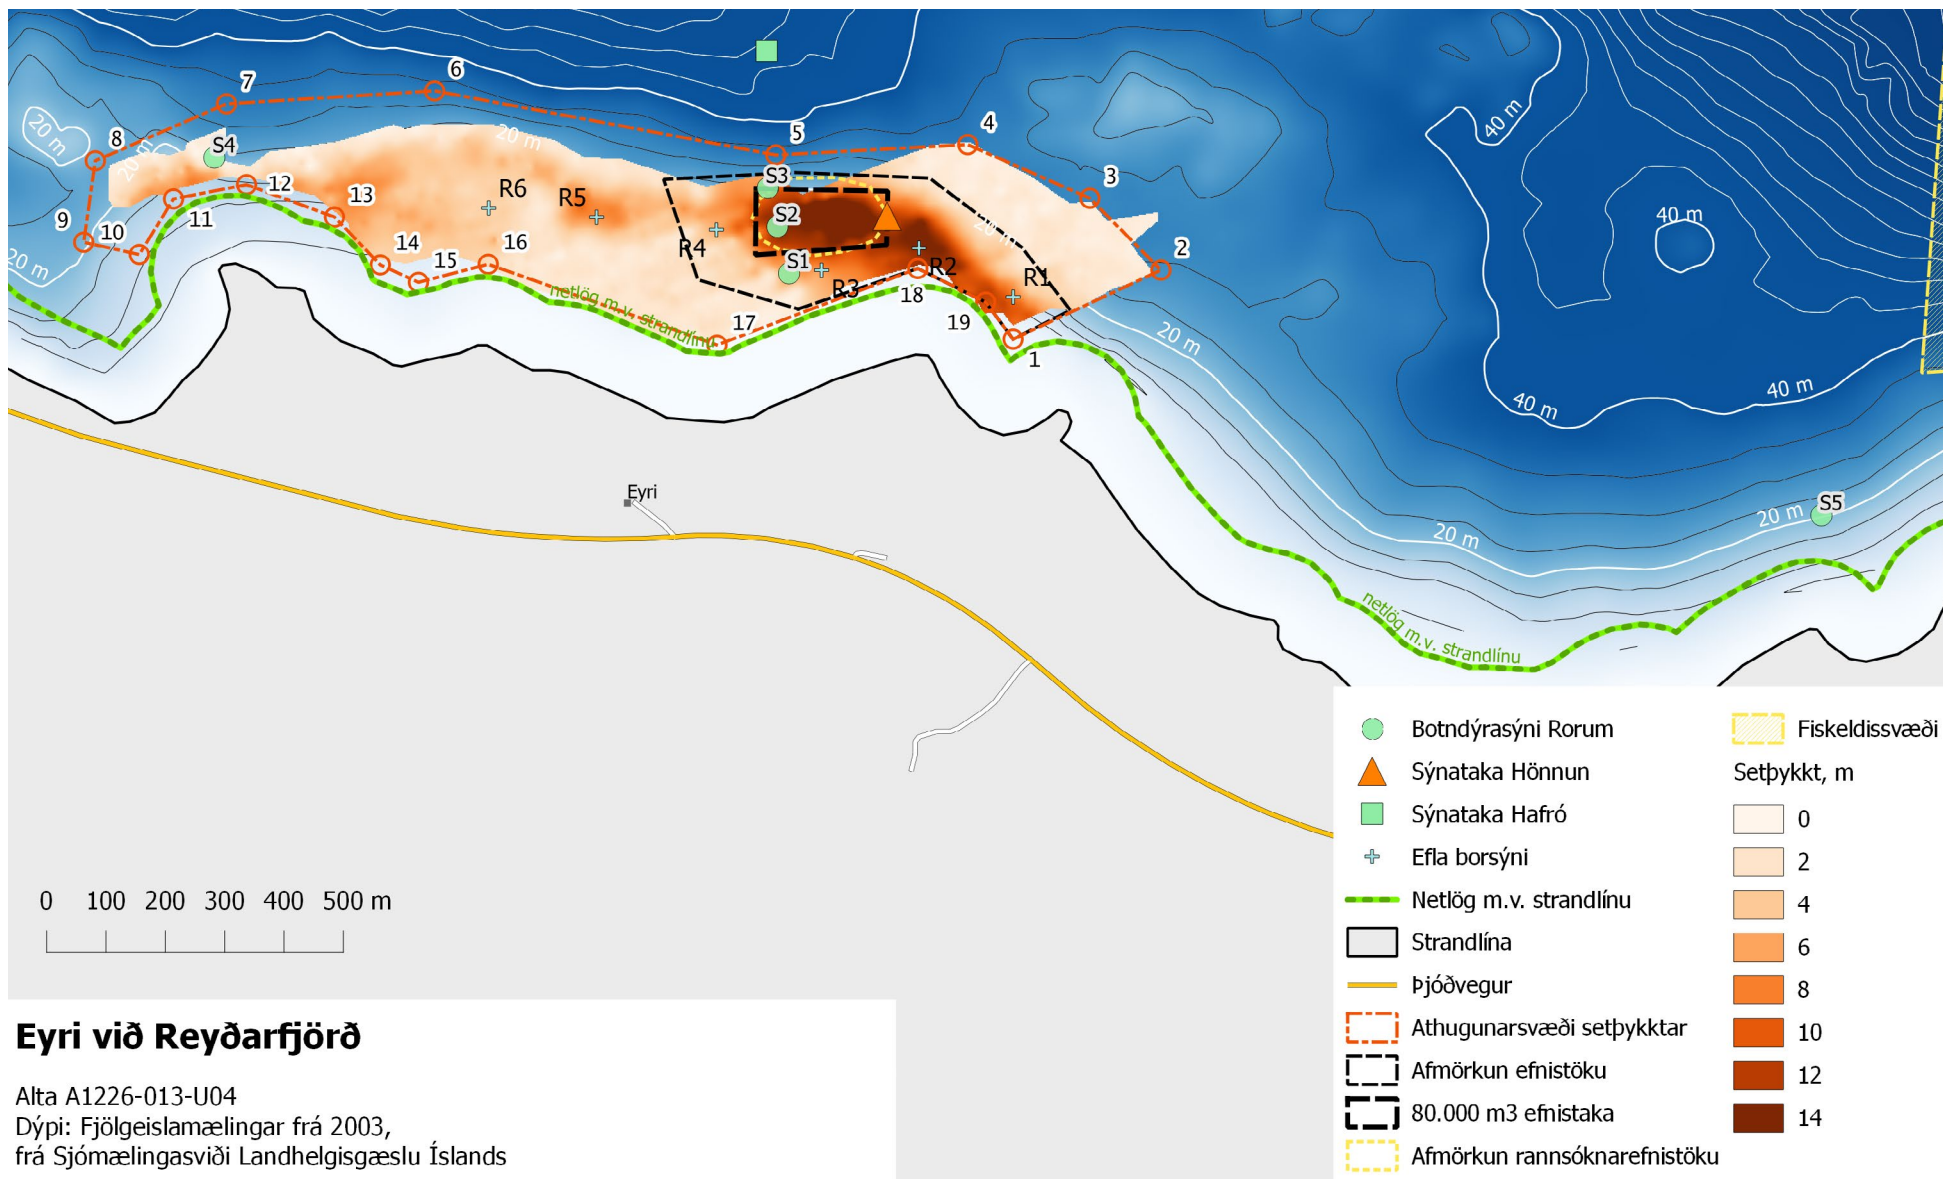 7
6
5
4
3
2
8
9
10
11
12
13
14
15
16
17
18
19
1
S4
S3
S2
S1
S5
R6
R5
R4
R3
R2
R1
20 m
20 m
20 m
20 m
20 m
20 m
20 m
20 m
40 m
40 m
40 m
40 m
netlög m.v. strandlínu
netlög m.v. strandlínu
Eyri
0 100 200 300 400 500 m
Eyri við Reyðarfjörð
Alta A1226-013-U04
Dýpi: Fjölgeislamælingar frá 2003,
frá Sjómælingasviði Landhelgisgæslu Íslands
Botndýrasýni Rorum
Sýnataka Hönnun
Sýnataka Hafró
Efla borsýni
Netlög m.v. strandlínu
Strandlína
Þjóðvegur
Athugunarsvæði setþykktar
Afmörkun efnistöku
80.000 m3 efnistaka
Afmörkun rannsóknarefnistöku
Fiskeldissvæði
Setþykkt, m
0
2
4
6
8
10
12
14